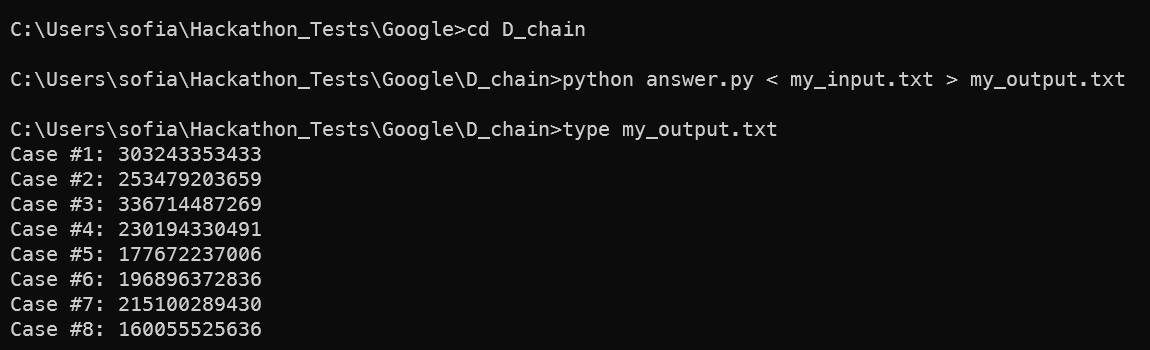 C:\Users\sofia\Hackathon_Tests\Google>cd D_chain
C:\Users\sofia\Hackathon_Tests\Google\D_chain>python answer.py < my_input.txt > my_output.txt
C:\Users\sofia\Hackathon_Tests\Google\D_chain>type my_output.txt
Case #1: 303243353433
Case #2: 253479203659
Case #3: 336714487269
Case #4: 230194330491
Case #5: 177672237006
Case #6: 196896372836
Case #7: 215100289430
Case #8: 160055525636